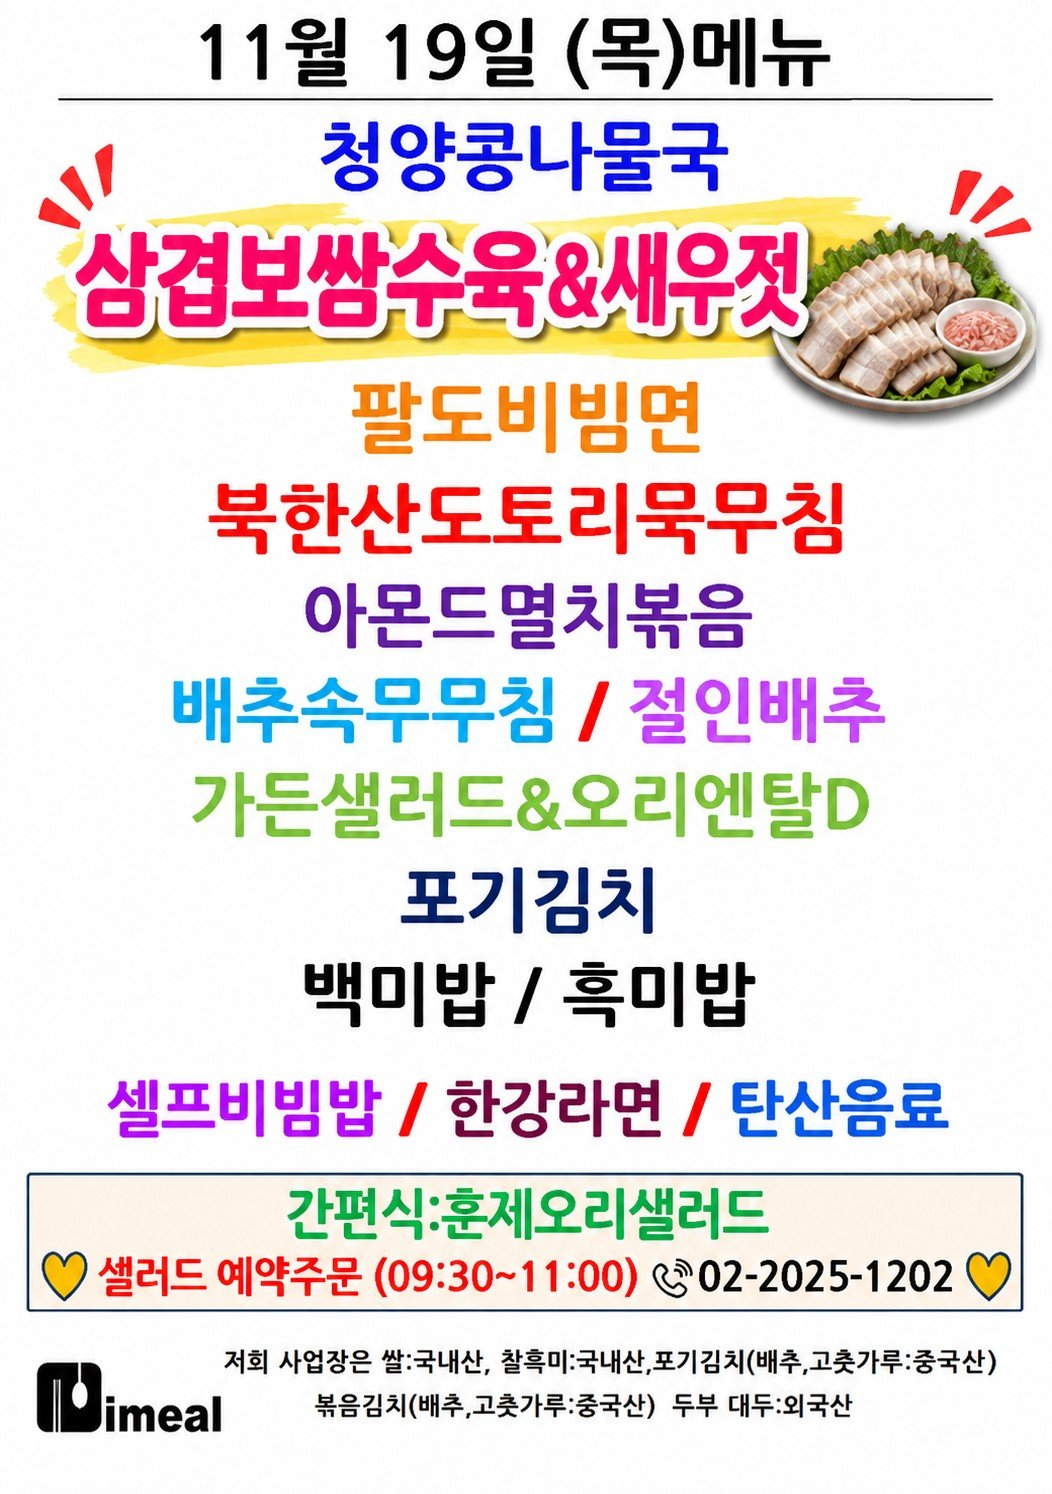 11월 19일 (목)메뉴
청양콩나물국
삼겹보쌈수육&새우젓
팔도비빔면
북한산도토리묵무침
아몬드멸치볶음
배추속무무침 / 절인배추
가든샐러드&오리엔탈D
포기김치
백미밥 / 흑미밥
셀프비빔밥 / 한강라면 / 탄산음료
간편식:훈제오리샐러드
샐러드 예약주문 (09:30~11:00) 02-2025-1202
저희 사업장은 쌀:국내산, 찰흑미:국내산,포기김치(배추,고춧가루:중국산)
볶음김치(배추,고춧가루:중국산) 두부 대두:외국산
Dimeal